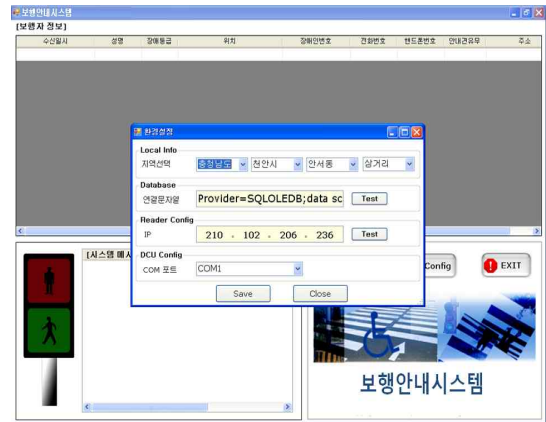 보행안내시스템
[보행자 정보]
수신일시 성명 장애등급 위치 장애인번호 전화번호 핸드폰번호 안내견유무 주소
환경설정
Local Info
지역선택 충청남도 천안시 안서동 삼거리
Database
연결문자열 Provider=SQLOLEDB;data sc Test
Reader Config
IP 210 . 102 . 206 . 236 Test
DCU Config
COM 포트 COM1
Save Close
[시스템 메시
Config
EXIT
보행안내시스템